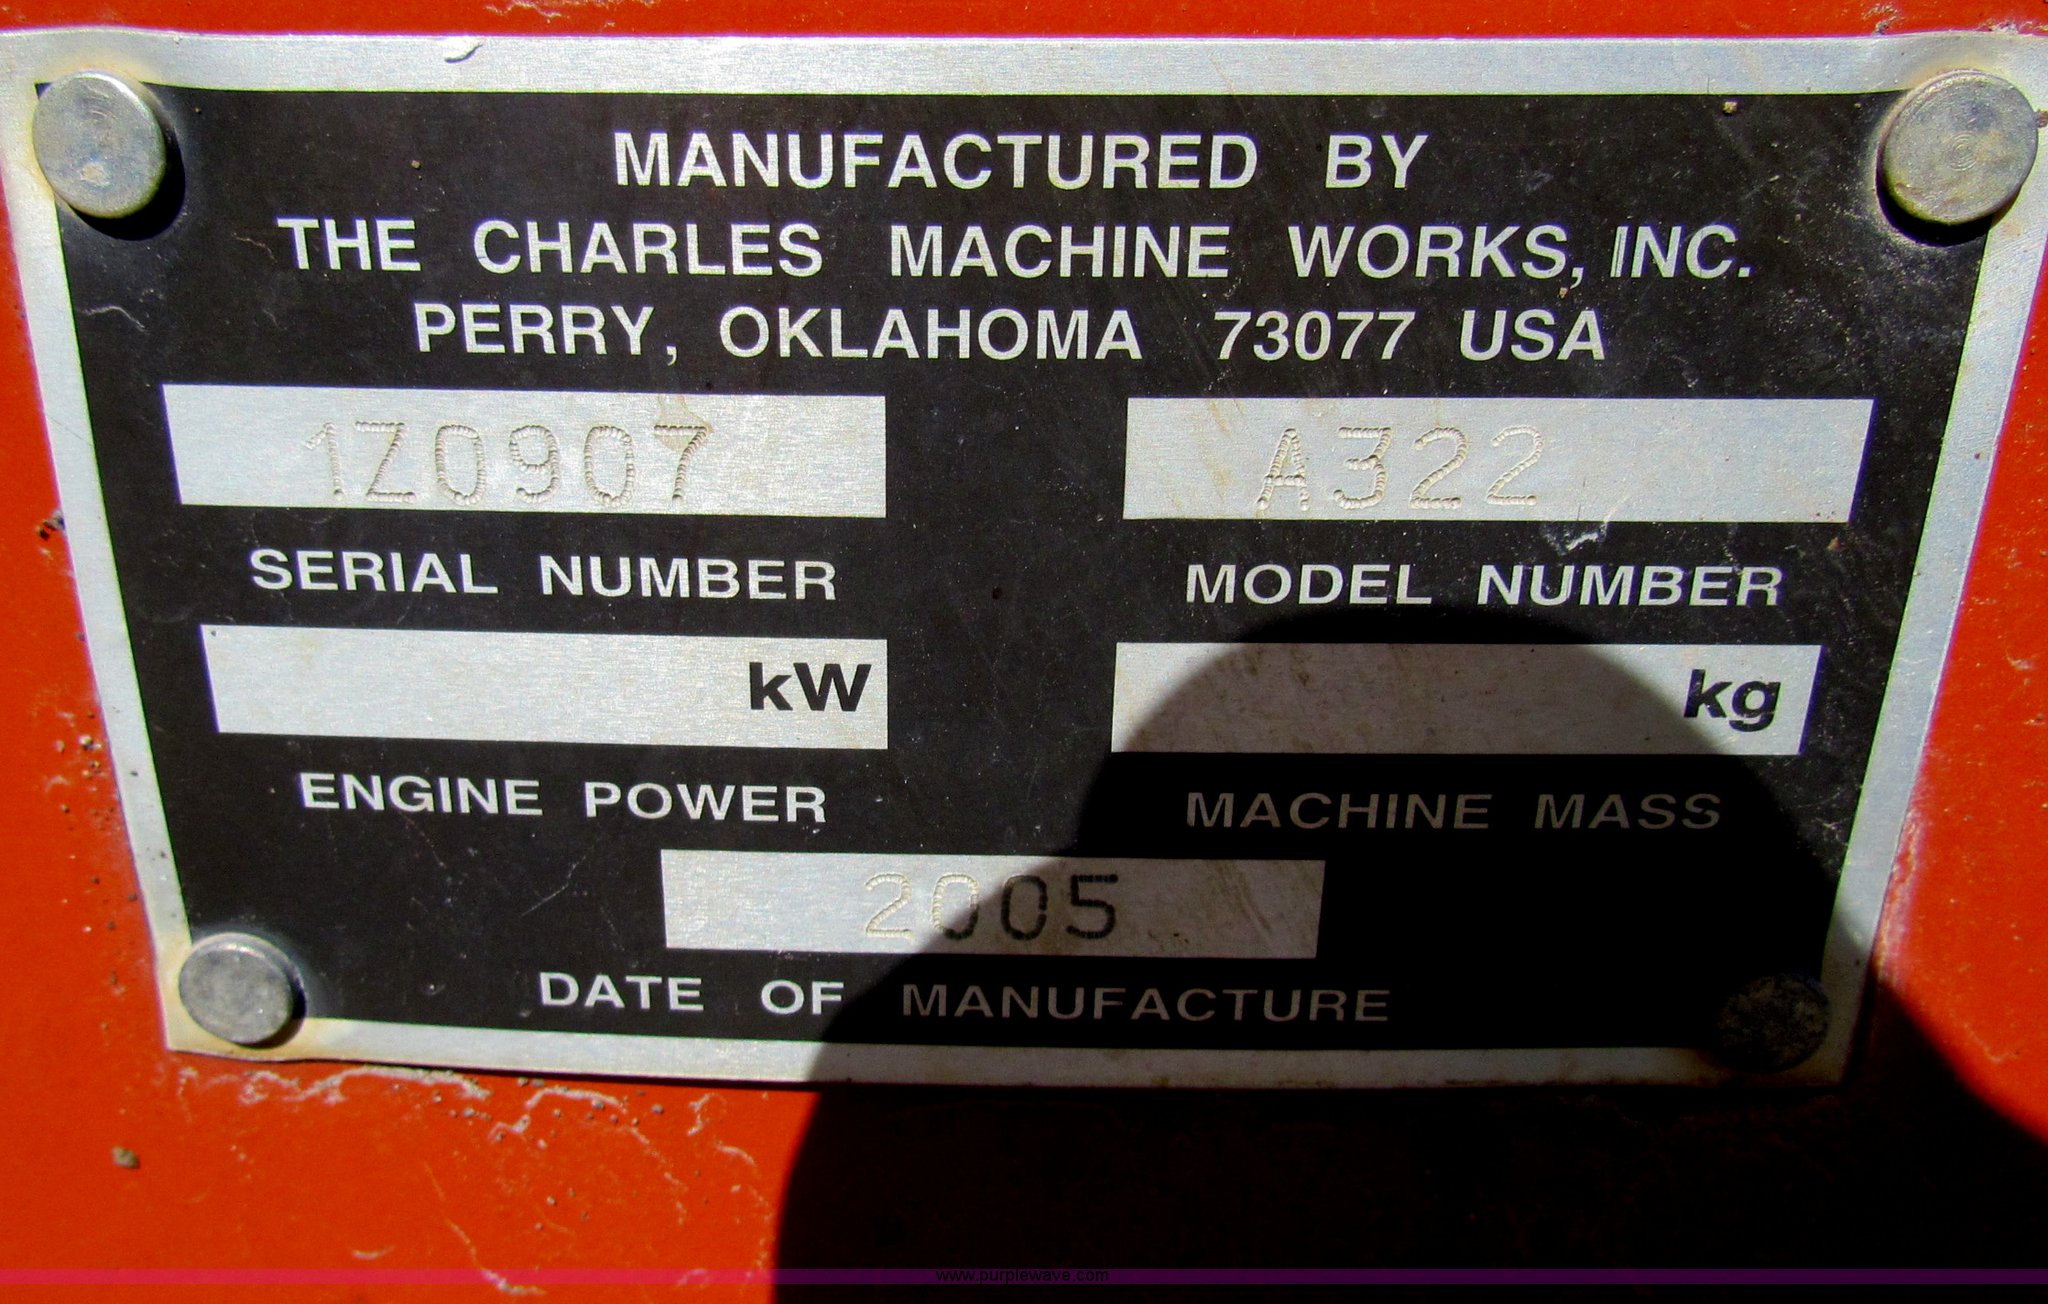 MANUFACTURED BY
THE CHARLES MACHINE WORKS, INC.
PERRY, OKLAHOMA 73077 USA
1Z0907 A322
SERIAL NUMBER MODEL NUMBER
kW kg
ENGINE POWER MACHINE MASS
2005
DATE OF MANUFACTURE
www.purplewave.com